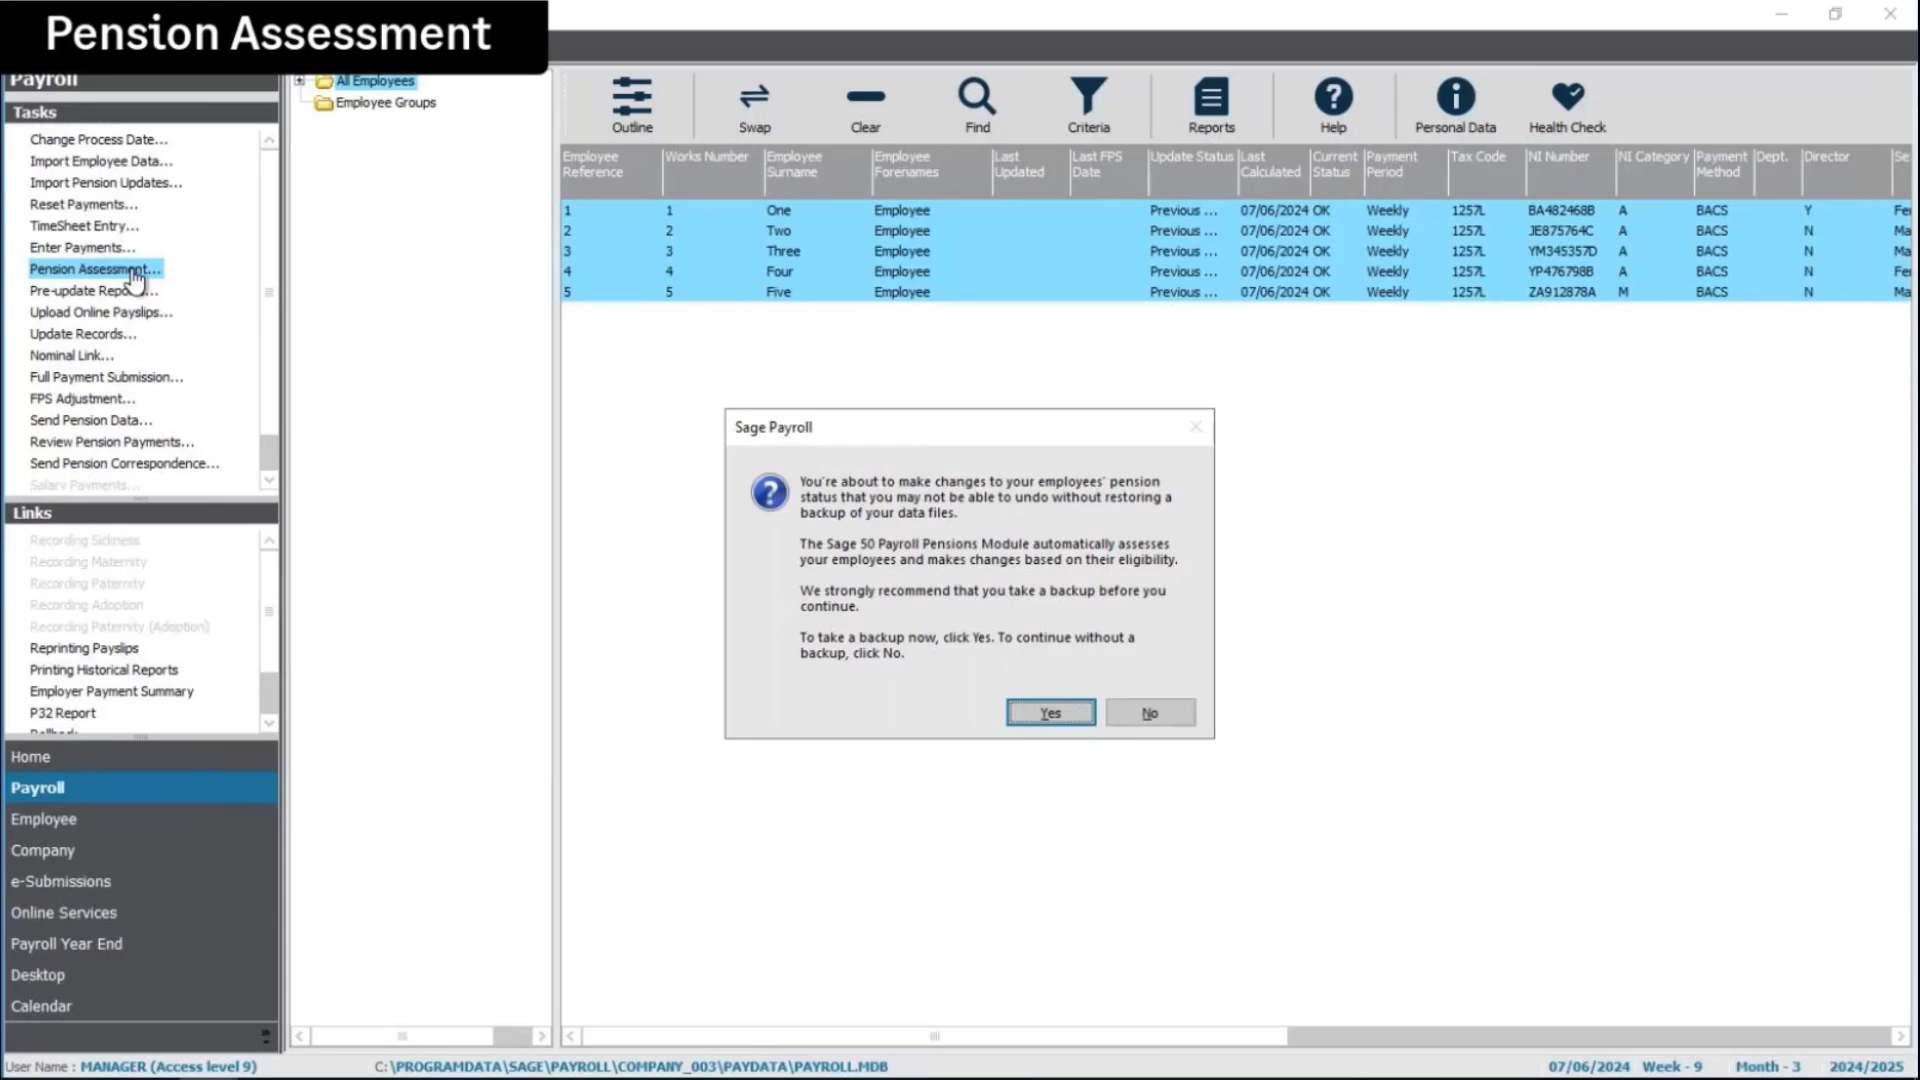 Pension Assessment
Payroll
Tasks
Change Process Date...
Import Employee Data...
Import Pension Updates...
Reset Payments...
TimeSheet Entry...
Enter Payments...
Pension Assessment...
Pre-update Repo...
Upload Online Payslips...
Update Records...
Nominal Link...
Full Payment Submission...
FPS Adjustment...
Send Pension Data...
Review Pension Payments...
Send Pension Correspondence...
Salary Payments...
Links
Recording Sickness
Recording Maternity
Recording Paternity
Recording Adoption
Recording Paternity (Adoption)
Reprinting Payslips
Printing Historical Reports
Employer Payment Summary
P32 Report
Home
Payroll
Employee
Company
e-Submissions
Online Services
Payroll Year End
Desktop
Calendar
All Employees
Employee Groups
Outline Swap Clear Find Criteria Reports Help Personal Data Health Check
Employee Reference Works Number Employee Surname Employee Forenames Last Updated Last FPS Date Update Status Last Calculated Current Status Payment Period Tax Code NI Number NI Category Payment Method Dept. Director Se
1 1 One Employee Previous ... 07/06/2024 OK Weekly 1257L BA482468B A BACS Y Fe
2 2 Two Employee Previous ... 07/06/2024 OK Weekly 1257L JE875764C A BACS N Ma
3 3 Three Employee Previous ... 07/06/2024 OK Weekly 1257L YM345357D A BACS N Ma
4 4 Four Employee Previous ... 07/06/2024 OK Weekly 1257L YP476798B A BACS N Fe
5 5 Five Employee Previous ... 07/06/2024 OK Weekly 1257L ZA912878A M BACS N Ma
Sage Payroll
You're about to make changes to your employees' pension
status that you may not be able to undo without restoring a
backup of your data files.
The Sage 50 Payroll Pensions Module automatically assesses
your employees and makes changes based on their eligibility.
We strongly recommend that you take a backup before you
continue.
To take a backup now, click Yes. To continue without a
backup, click No.
Yes No
User Name : MANAGER (Access level 9) C:\PROGRAMDATA\SAGE\PAYROLL\COMPANY_003\PAYDATA\PAYROLL.MDB 07/06/2024 Week - 9 Month - 3 2024/2025